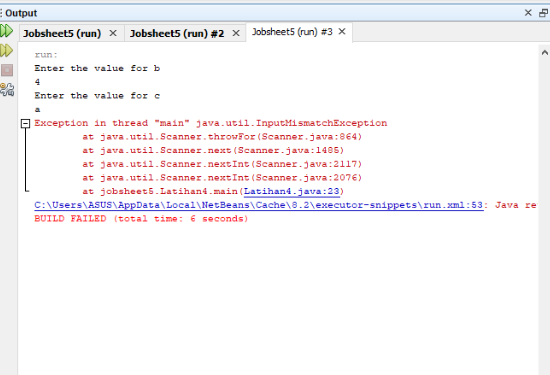 Output
Jobsheet5 (run) Jobsheet5 (run) #2 Jobsheet5 (run) #3
run:
Enter the value for b
4
Enter the value for c
a
Exception in thread "main" java.util.InputMismatchException
at java.util.Scanner.throwFor(Scanner.java:864)
at java.util.Scanner.next(Scanner.java:1485)
at java.util.Scanner.nextInt(Scanner.java:2117)
at java.util.Scanner.nextInt(Scanner.java:2076)
at jobsheet5.Latihan4.main(Latihan4.java:23)
C:\Users\ASUS\AppData\Local\NetBeans\Cache\8.2\executor-snippets\run.xml:53: Java re
BUILD FAILED (total time: 6 seconds)